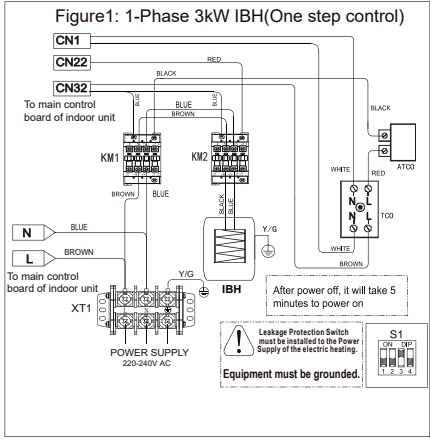 Figure1: 1-Phase 3kW IBH(One step control)
CN1
CN22
RED
BLACK
CN32
BLUE
BLUE
To main control
board of indoor unit
BLUE
BROWN
BLACK
KM1
KM2
ATCO
WHITE
RED
BROWN
BLUE
BLACK
BLUE
N L
N L
TCO
N
BLUE
Y/G
WHITE
L
BROWN
BROWN
To main control
board of indoor unit
Y/G
IBH
After power off, it will take 5
minutes to power on
XT1
L N
POWER SUPPLY
220-240V AC
Leakage Protection Switch
must be installed to the Power
Supply of the electric heating.
Equipment must be grounded.
S1
ON DIP
1 2 3 4